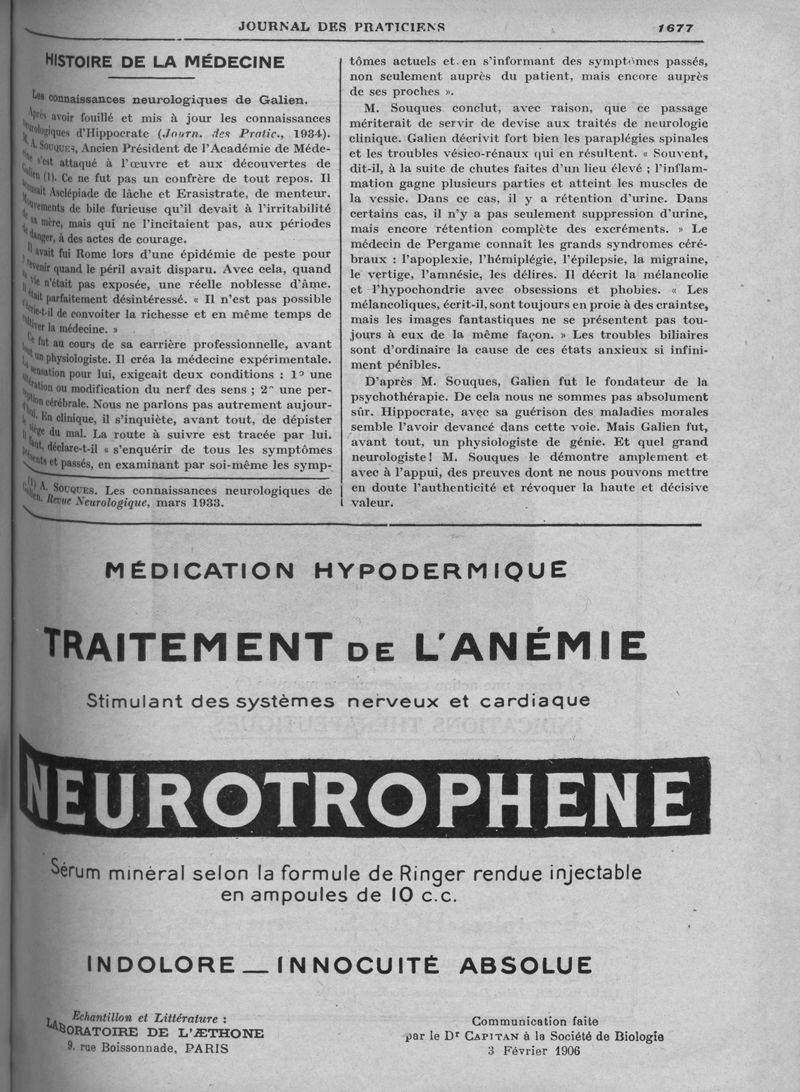 JOURNAL DES PRATICIENS
1677
HISTOIRE DE LA MÉDECINE
Les connaissances neurologiques de Galien.
Après avoir fouillé et mis à jour les connaissances
neurologiques d'Hippocrate (Journ. des Pratic., 1934).
A. SOUQUES, Ancien Président de l'Académie de Méde-
s'est attaqué à l'œuvre et aux découvertes de
Galien (1). Ce ne fut pas un confrère de tout repos. Il
Asclépiade de lâche et Erasistrate, de menteur.
de bile furieuse qu'il devait à l'irritabilité
sa mère, mais qui ne l'incitaient pas, aux périodes
danger, à des actes de courage.
Il avait fui Rome lors d'une épidémie de peste pour
revenir quand le péril avait disparu. Avec cela, quand
vie n'était pas exposée, une réelle noblesse d'âme.
était parfaitement désintéressé. « Il n'est pas possible
de convoiter la richesse et en même temps de
la médecine. »
Ce fut au cours de sa carrière professionnelle, avant
un physiologiste. Il créa la médecine expérimentale.
sensation pour lui, exigeait deux conditions : 1º une
ou modification du nerf des sens ; 2º une per-
cérébrale. Nous ne parlons pas autrement aujour-
En clinique, il s'inquiète, avant tout, de dépister
siège du mal. La route à suivre est tracée par lui.
faut, déclare-t-il « s'enquérir de tous les symptômes
et passés, en examinant par soi-même les symp-
(1) A. SOUQUES. Les connaissances neurologiques de
Galien. Revue Neurologique, mars 1933.
tômes actuels et en s'informant des symptômes passés,
non seulement auprès du patient, mais encore auprès
de ses proches ».
M. Souques conclut, avec raison, que ce passage
mériterait de servir de devise aux traités de neurologie
clinique. Galien décrivit fort bien les paraplégies spinales
et les troubles vésico-rénaux qui en résultent. « Souvent,
dit-il, à la suite de chutes faites d'un lieu élevé ; l'inflam-
mation gagne plusieurs parties et atteint les muscles de
la vessie. Dans ce cas, il y a rétention d'urine. Dans
certains cas, il n'y a pas seulement suppression d'urine,
mais encore rétention complète des excréments. » Le
médecin de Pergame connaît les grands syndromes céré-
braux : l'apoplexie, l'hémiplégie, l'épilepsie, la migraine,
le vertige, l'amnésie, les délires. Il décrit la mélancolie
et l'hypochondrie avec obsessions et phobies. « Les
mélancoliques, écrit-il, sont toujours en proie à des craintse,
mais les images fantastiques ne se présentent pas tou-
jours à eux de la même façon. » Les troubles biliaires
sont d'ordinaire la cause de ces états anxieux si infini-
ment pénibles.
D'après M. Souques, Galien fut le fondateur de la
psychothérapie. De cela nous ne sommes pas absolument
sûr. Hippocrate, avec sa guérison des maladies morales
semble l'avoir devancé dans cette voie. Mais Galien fut,
avant tout, un physiologiste de génie. Et quel grand
neurologiste ! M. Souques le démontre amplement et
avec à l'appui, des preuves dont ne nous pouvons mettre
en doute l'authenticité et révoquer la haute et décisive
valeur.
MÉDICATION HYPODERMIQUE
TRAITEMENT DE L'ANÉMIE
Stimulant des systèmes nerveux et cardiaque
NEUROTROPHENE
Sérum minéral selon la formule de Ringer rendue injectable
en ampoules de 10 c.c.
INDOLORE — INNOCUITÉ ABSOLUE
Echantillon et Littérature :
LABORATOIRE DE L'ÆTHONE
9, rue Boissonnade, PARIS
Communication faite
par le Dr CAPITAN à la Société de Biologie
3 Février 1906